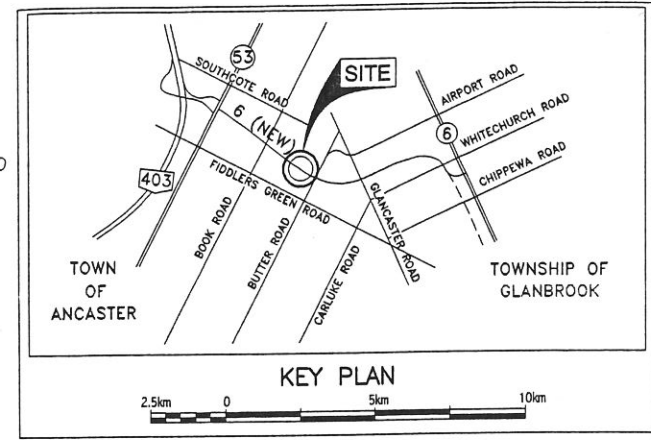 53
SITE
SOUTHCOTE ROAD
6 (NEW)
AIRPORT ROAD
6
WHITECHURCH ROAD
CHIPPEWA ROAD
403
FIDDLERS GREEN ROAD
GLANCASTER ROAD
BOOK ROAD
BUTTER ROAD
CARLUKE ROAD
TOWN
OF
ANCASTER
TOWNSHIP OF
GLANBROOK
KEY PLAN
2.5km 0 5km 10km